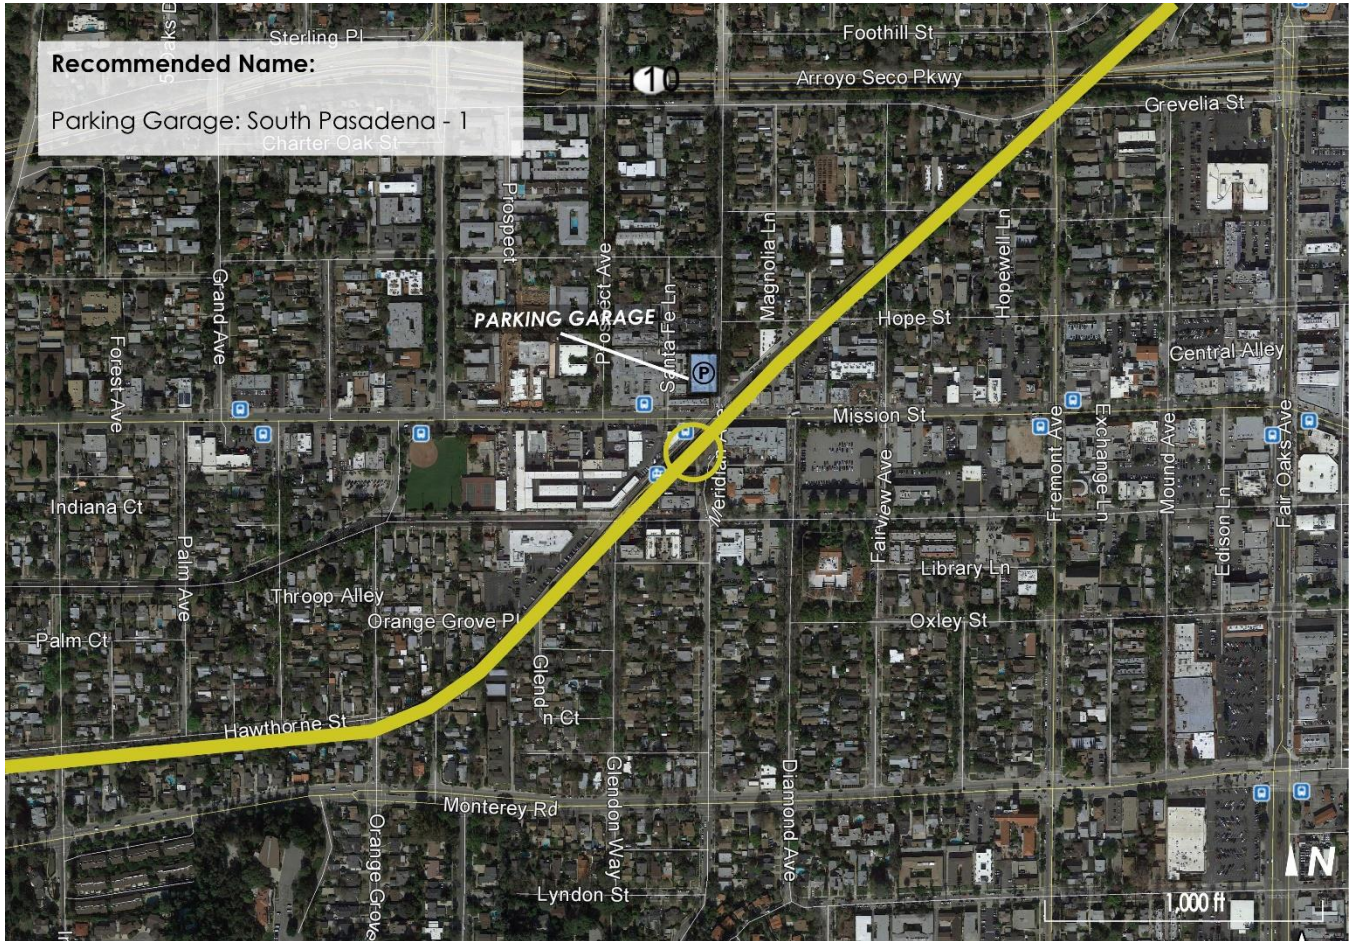 Sterling Pl
Foothill St
Recommended Name:
110
Arroyo Seco Pkwy
Grevelia St
Parking Garage: South Pasadena - 1
Charter Oak St
Prospect
Magnolia Ln
Hopewell Ln
Grand Ave
Prospect Ave
Santa Fe Ln
PARKING GARAGE
Hope St
Central Alley
Forest Ave
P
Mission St
Meridian
Fremont Ave
Exchange Ln
Mound Ave
Fair Oaks Ave
Indiana Ct
Fairview Ave
Edison Ln
Palm Ave
Library Ln
Throop Alley
Orange Grove Pl
Oxley St
Palm Ct
Glend
n Ct
Hawthorne St
Glendon Way
Diamond Ave
Monterey Rd
Orange Grove
Lyndon St
N
1,000 ft